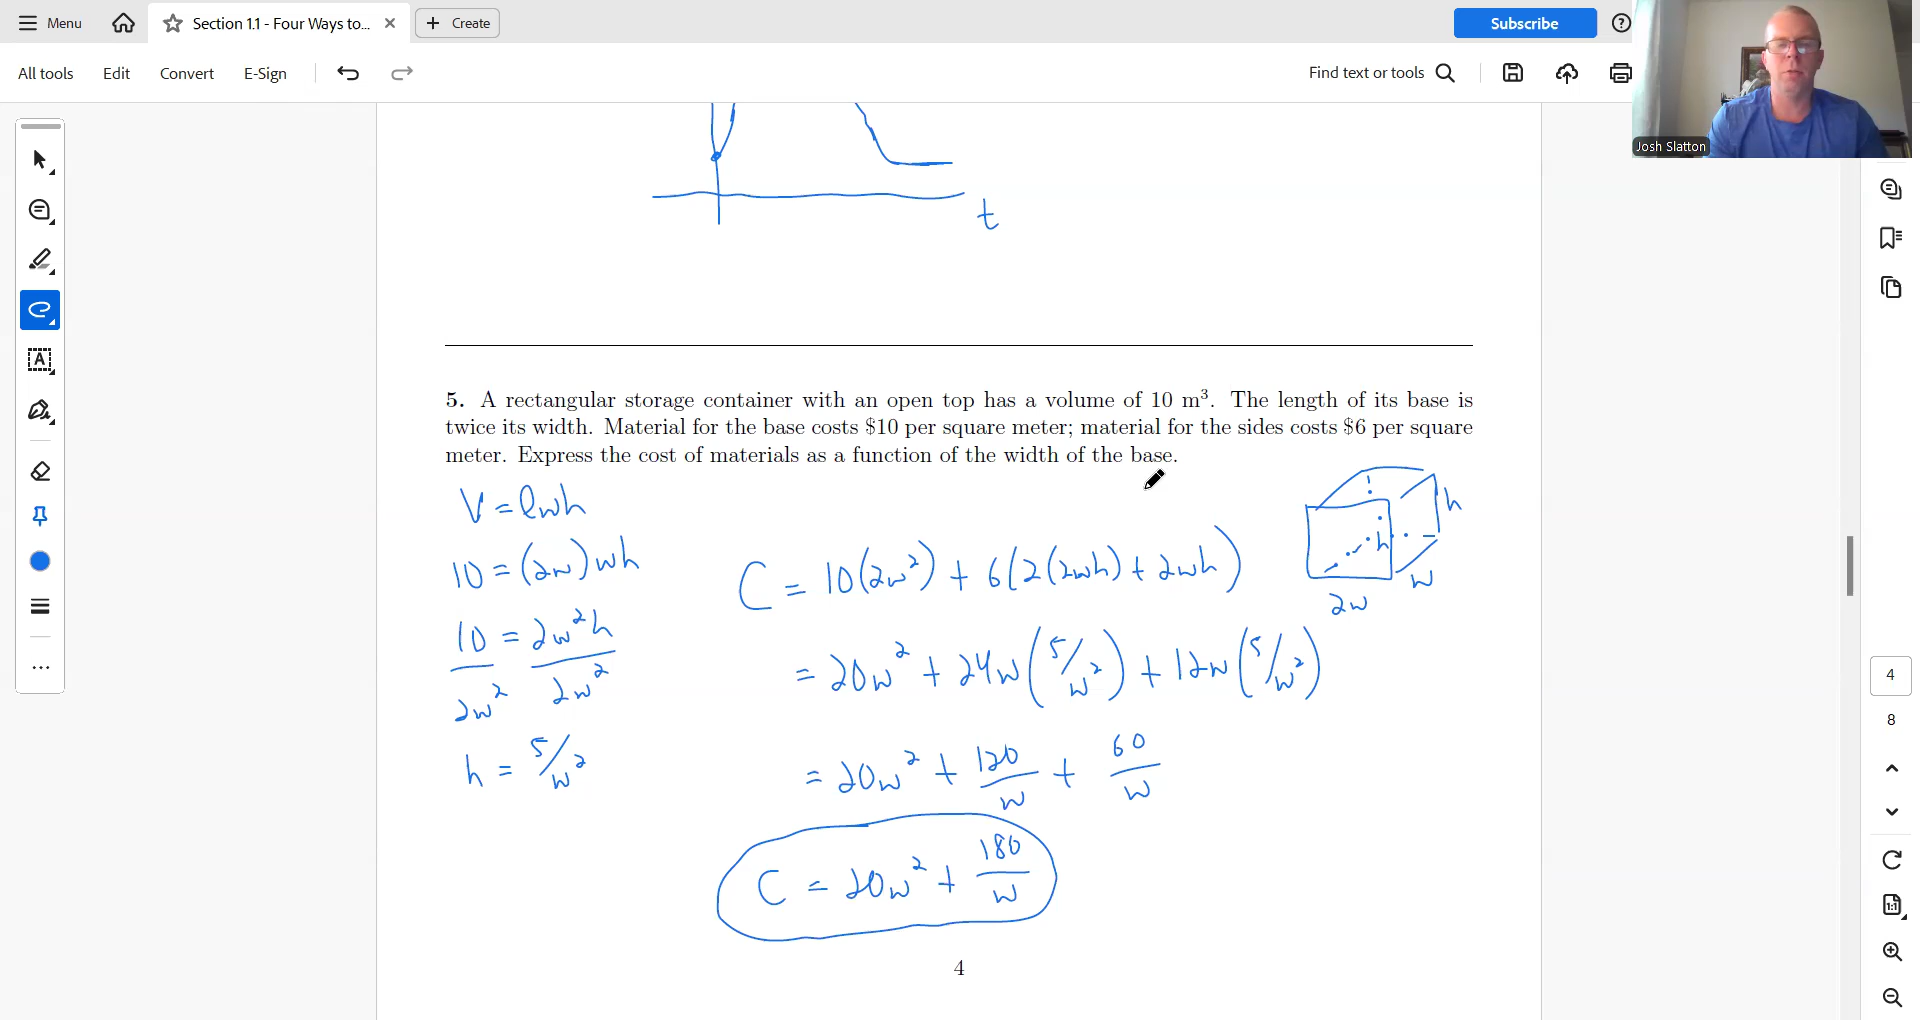 Menu
Section 1.1 - Four Ways to...
Create
Subscribe
All tools
Edit
Convert
E-Sign
Find text or tools
Josh Slatton
t
5. A rectangular storage container with an open top has a volume of 10 m³. The length of its base is
twice its width. Material for the base costs $10 per square meter; material for the sides costs $6 per square
meter. Express the cost of materials as a function of the width of the base.
V = lwh
10 = (2w)wh
10 = 2w²h
2w² 2w²
h = 5/w²
C = 10(2w²) + 6(2(2wh) + 2wh)
= 20w² + 24w(5/w²) + 12w(5/w²)
= 20w² + 120/w + 60/w
C = 20w² + 180/w
h
h
w
2w
4
4
8
A
1:1